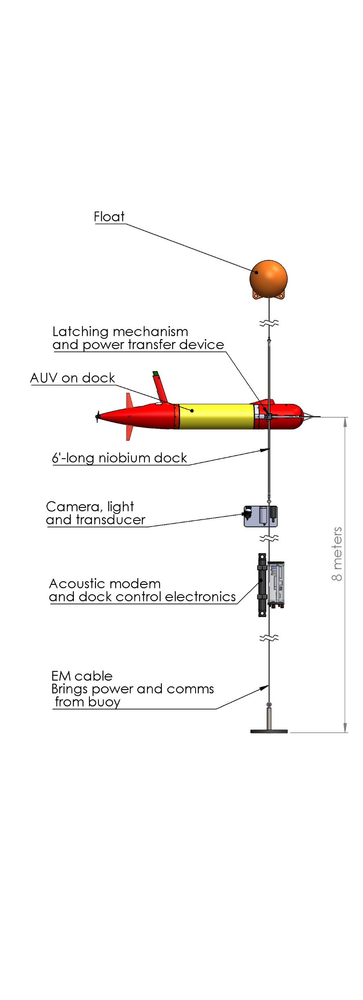 Float
Latching mechanism
and power transfer device
AUV on dock
6'-long niobium dock
Camera, light
and transducer
8 meters
Acoustic modem
and dock control electronics
EM cable
Brings power and comms
from buoy